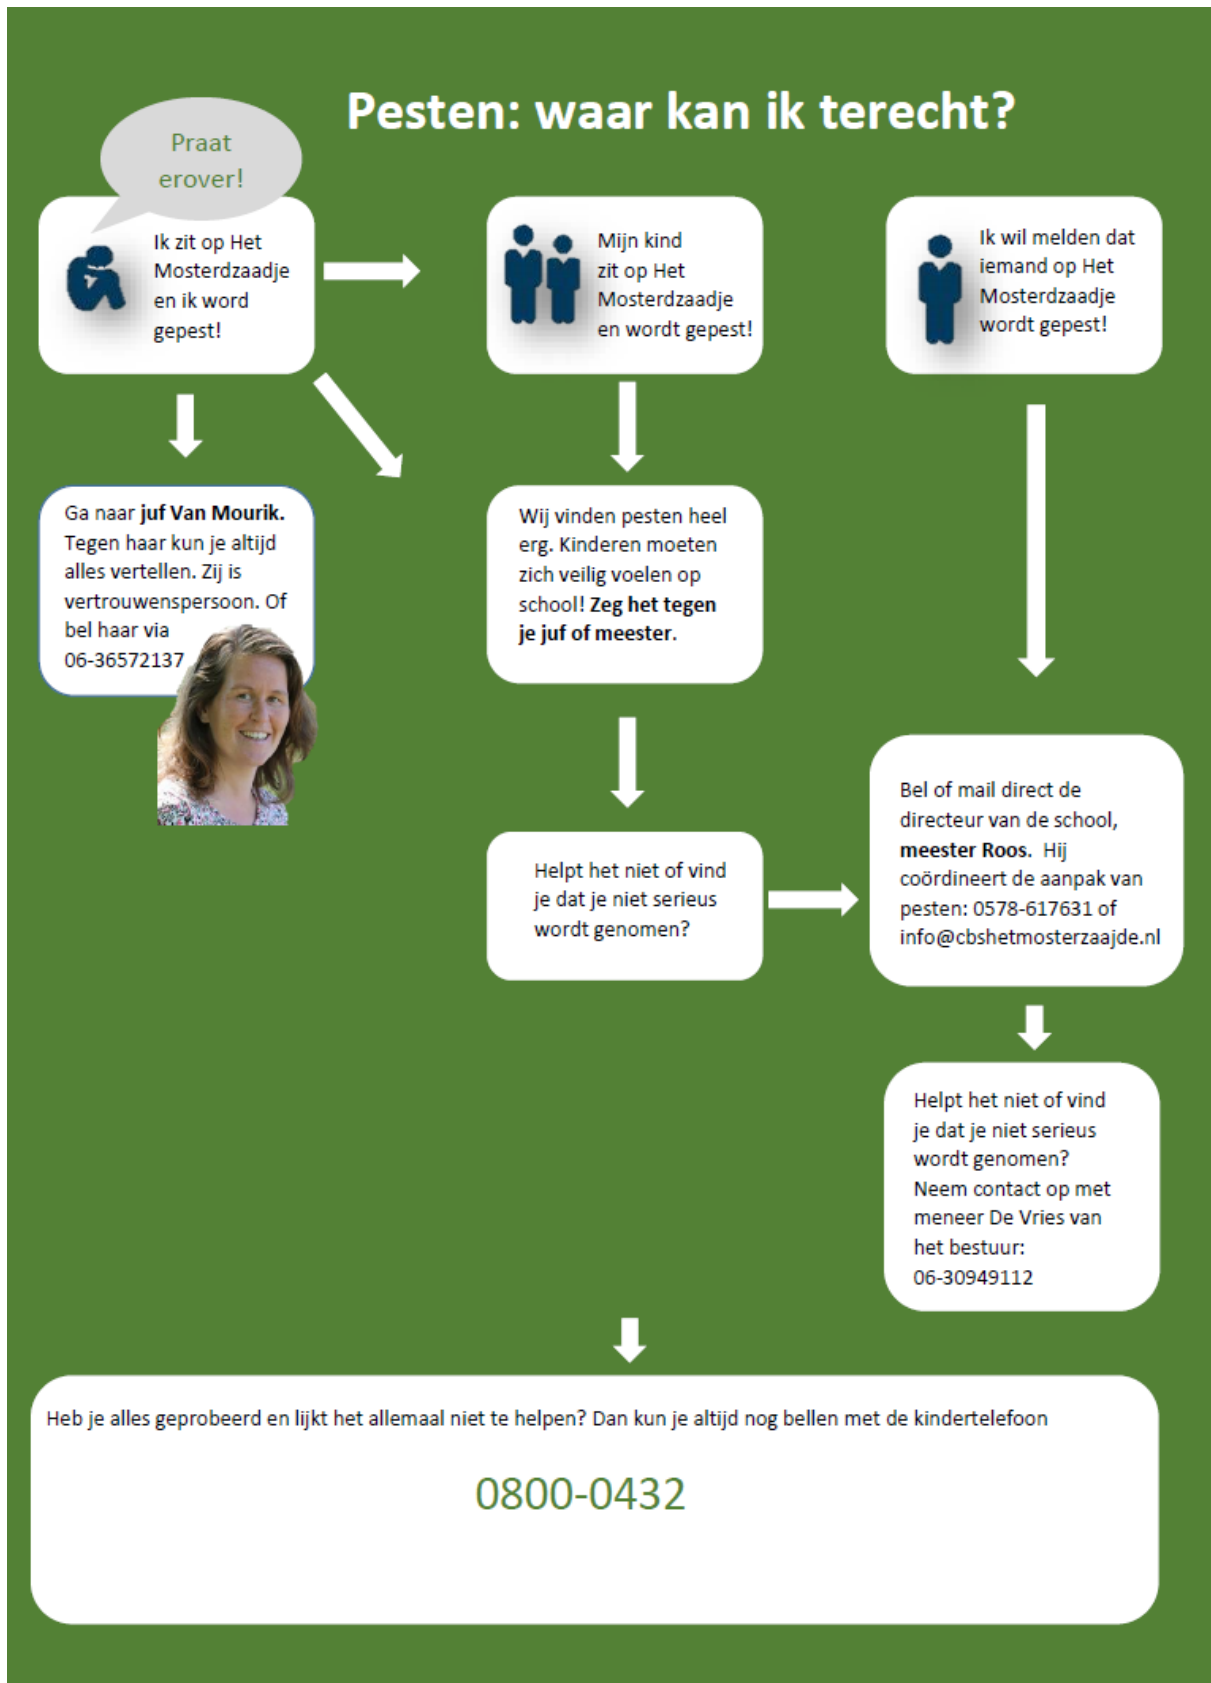 Pesten: waar kan ik terecht?
Praat
erover!
Ik zit op Het
Mosterdzaadje
en ik word
gepest!
Mijn kind
zit op Het
Mosterdzaadje
en wordt gepest!
Ik wil melden dat
iemand op Het
Mosterdzaadje
wordt gepest!
Ga naar juf Van Mourik.
Tegen haar kun je altijd
alles vertellen. Zij is
vertrouwenspersoon. Of
bel haar via
06-36572137
Wij vinden pesten heel
erg. Kinderen moeten
zich veilig voelen op
school! Zeg het tegen
je juf of meester.
Helpt het niet of vind
je dat je niet serieus
wordt genomen?
Bel of mail direct de
directeur van de school,
meester Roos. Hij
coördineert de aanpak van
pesten: 0578-617631 of
info@cbshetmosterzaajde.nl
Helpt het niet of vind
je dat je niet serieus
wordt genomen?
Neem contact op met
meneer De Vries van
het bestuur:
06-30949112
Heb je alles geprobeerd en lijkt het allemaal niet te helpen? Dan kun je altijd nog bellen met de kindertelefoon
0800-0432